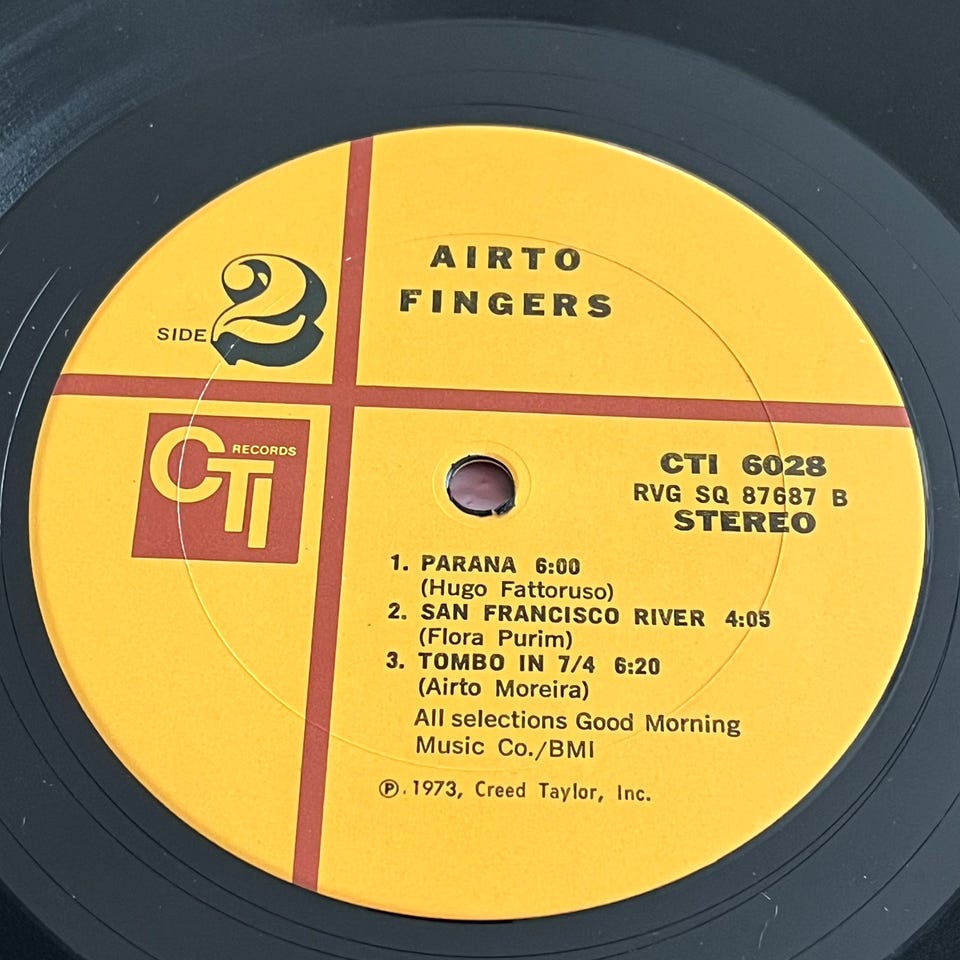 AIRTO
FINGERS
SIDE 2
CTI RECORDS
CTI 6028
RVG SQ 87687 B
STEREO
1. PARANA 6:00
(Hugo Fattoruso)
2. SAN FRANCISCO RIVER 4:05
(Flora Purim)
3. TOMBO IN 7/4 6:20
(Airto Moreira)
All selections Good Morning
Music Co./BMI
℗. 1973, Creed Taylor, Inc.